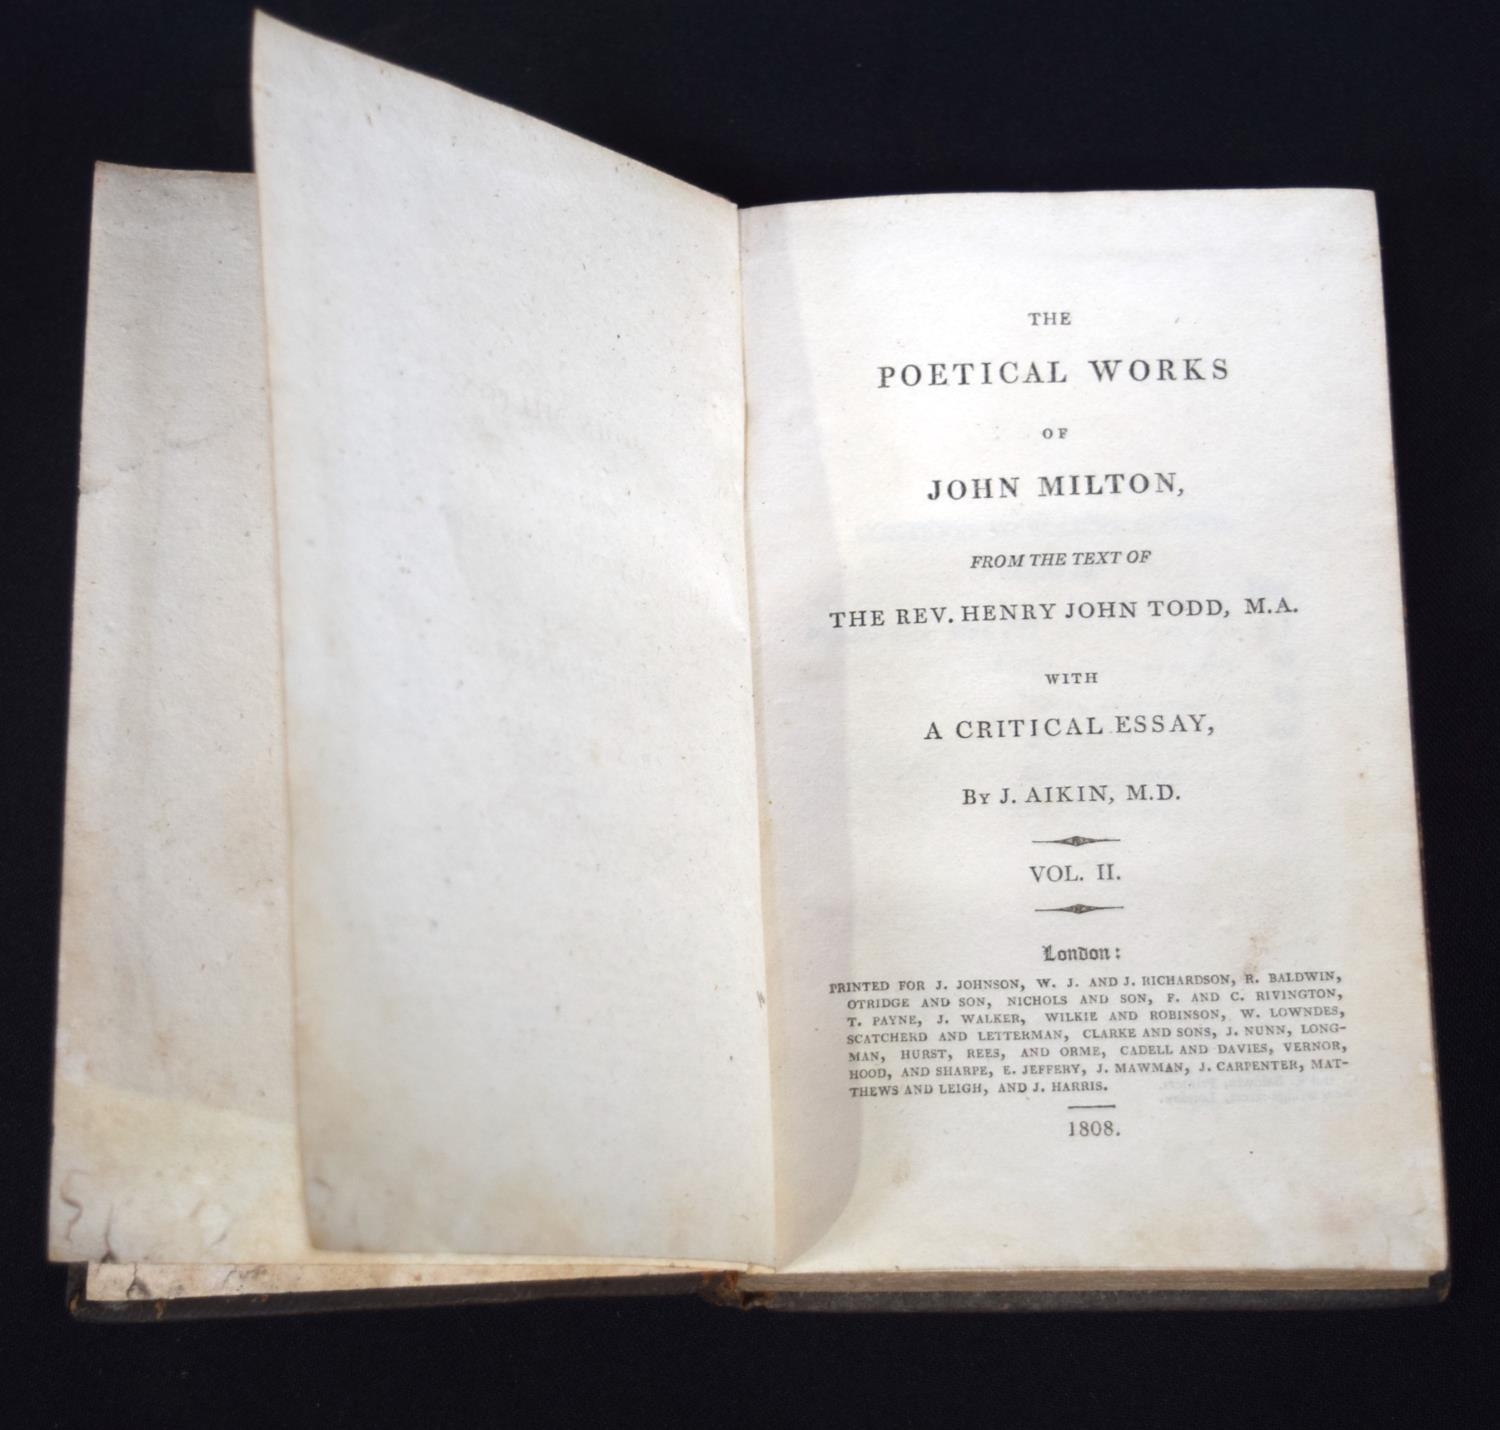 THE
POETICAL WORKS
OF
JOHN MILTON,
FROM THE TEXT OF
THE REV. HENRY JOHN TODD, M.A.
WITH
A CRITICAL ESSAY,
By J. AIKIN, M.D.
VOL. II.
London:
PRINTED FOR J. JOHNSON, W. J. AND J. RICHARDSON, R. BALDWIN,
OTRIDGE AND SON, NICHOLS AND SON, F. AND C. RIVINGTON,
T. PAYNE, J. WALKER, WILKIE AND ROBINSON, W. LOWNDES,
SCATCHERD AND LETTERMAN, CLARKE AND SONS, J. NUNN, LONG-
MAN, HURST, REES, AND ORME, CADELL AND DAVIES, VERNOR,
HOOD, AND SHARPE, E. JEFFERY, J. MAWMAN, J. CARPENTER, MAT-
THEWS AND LEIGH, AND J. HARRIS.
1808.